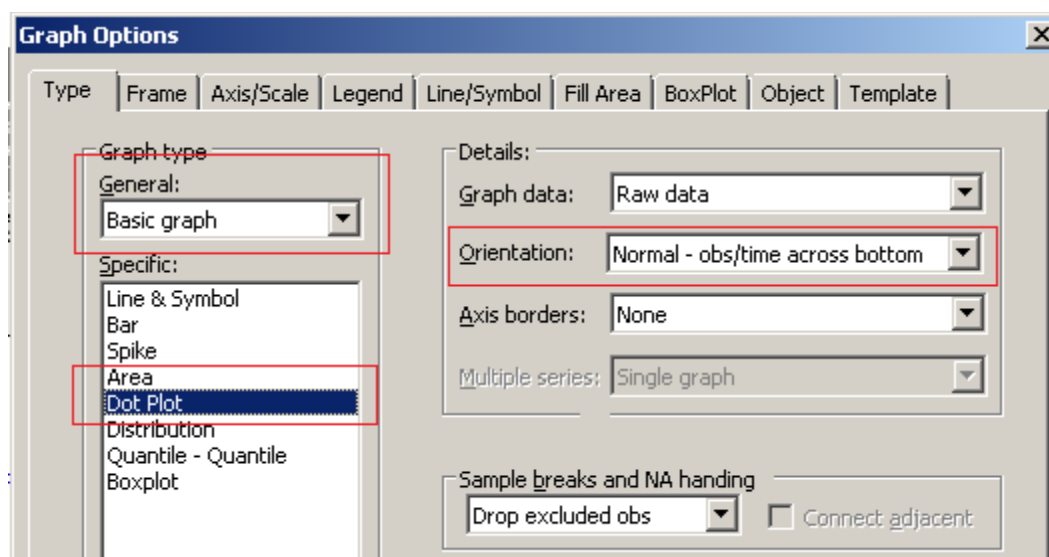 Graph Options
Type Frame Axis/Scale Legend Line/Symbol Fill Area BoxPlot Object Template
Graph type
General:
Basic graph
Specific:
Line & Symbol
Bar
Spike
Area
Dot Plot
Distribution
Quantile - Quantile
Boxplot
Details:
Graph data: Raw data
Orientation: Normal - obs/time across bottom
Axis borders: None
Multiple series: Single graph
Sample breaks and NA handing
Drop excluded obs Connect adjacent